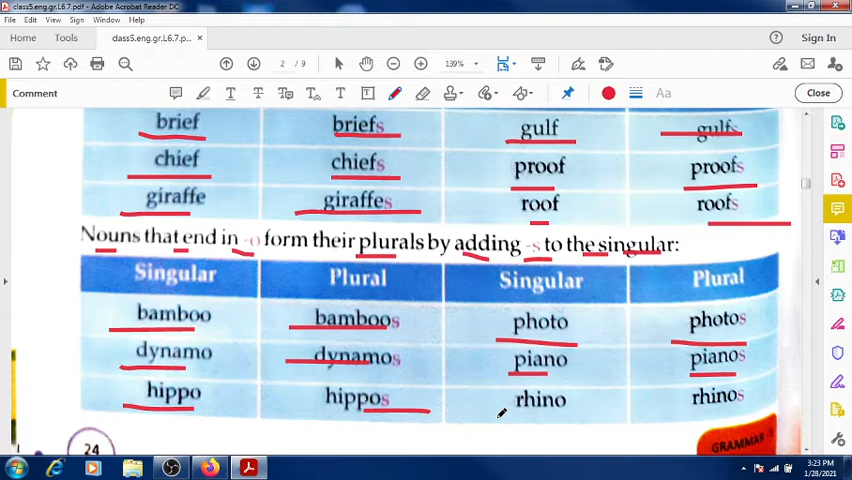 class5.eng.gr.L6.7.pdf - Adobe Acrobat Reader DC
File Edit View Sign Window Help
Home Tools class5.eng.gr.L6.7.p... × Sign In
2 / 9 139%
Comment Aa Close
brief briefs gulf gulfs
chief chiefs proof proofs
giraffe giraffes roof roofs
Nouns that end in -o form their plurals by adding -s to the singular:
Singular Plural Singular Plural
bamboo bamboos photo photos
dynamo dynamos piano pianos
hippo hippos rhino rhinos
24
GRAMMAR
3:23 PM
1/28/2021